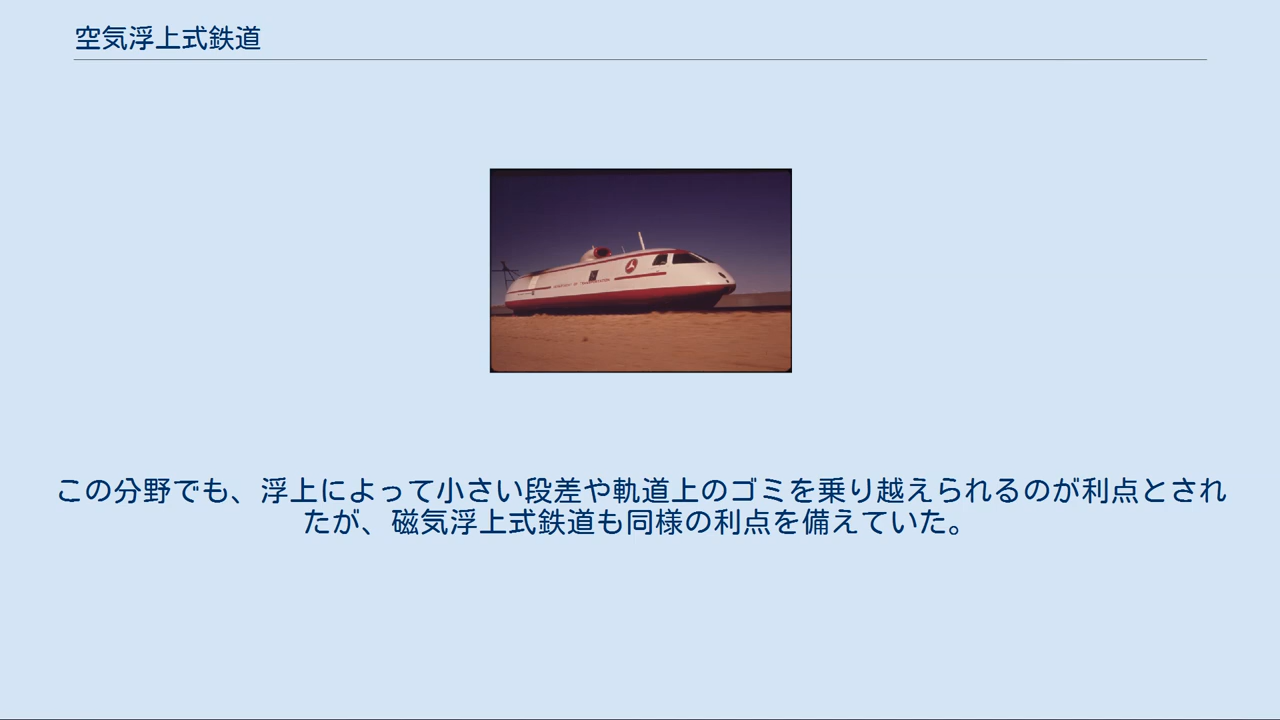 空気浮上式鉄道
DEPARTMENT OF TRANSPORTATION
この分野でも、浮上によって小さい段差や軌道上のゴミを乗り越えられるのが利点とされ
たが、磁気浮上式鉄道も同様の利点を備えていた。